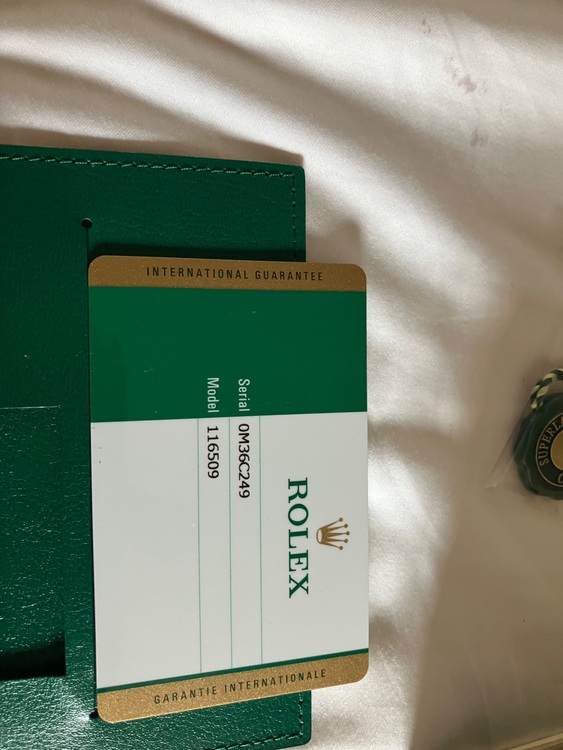 INTERNATIONAL GUARANTEE
ROLEX
Serial 0M36C249
Model 116509
GARANTIE INTERNATIONALE